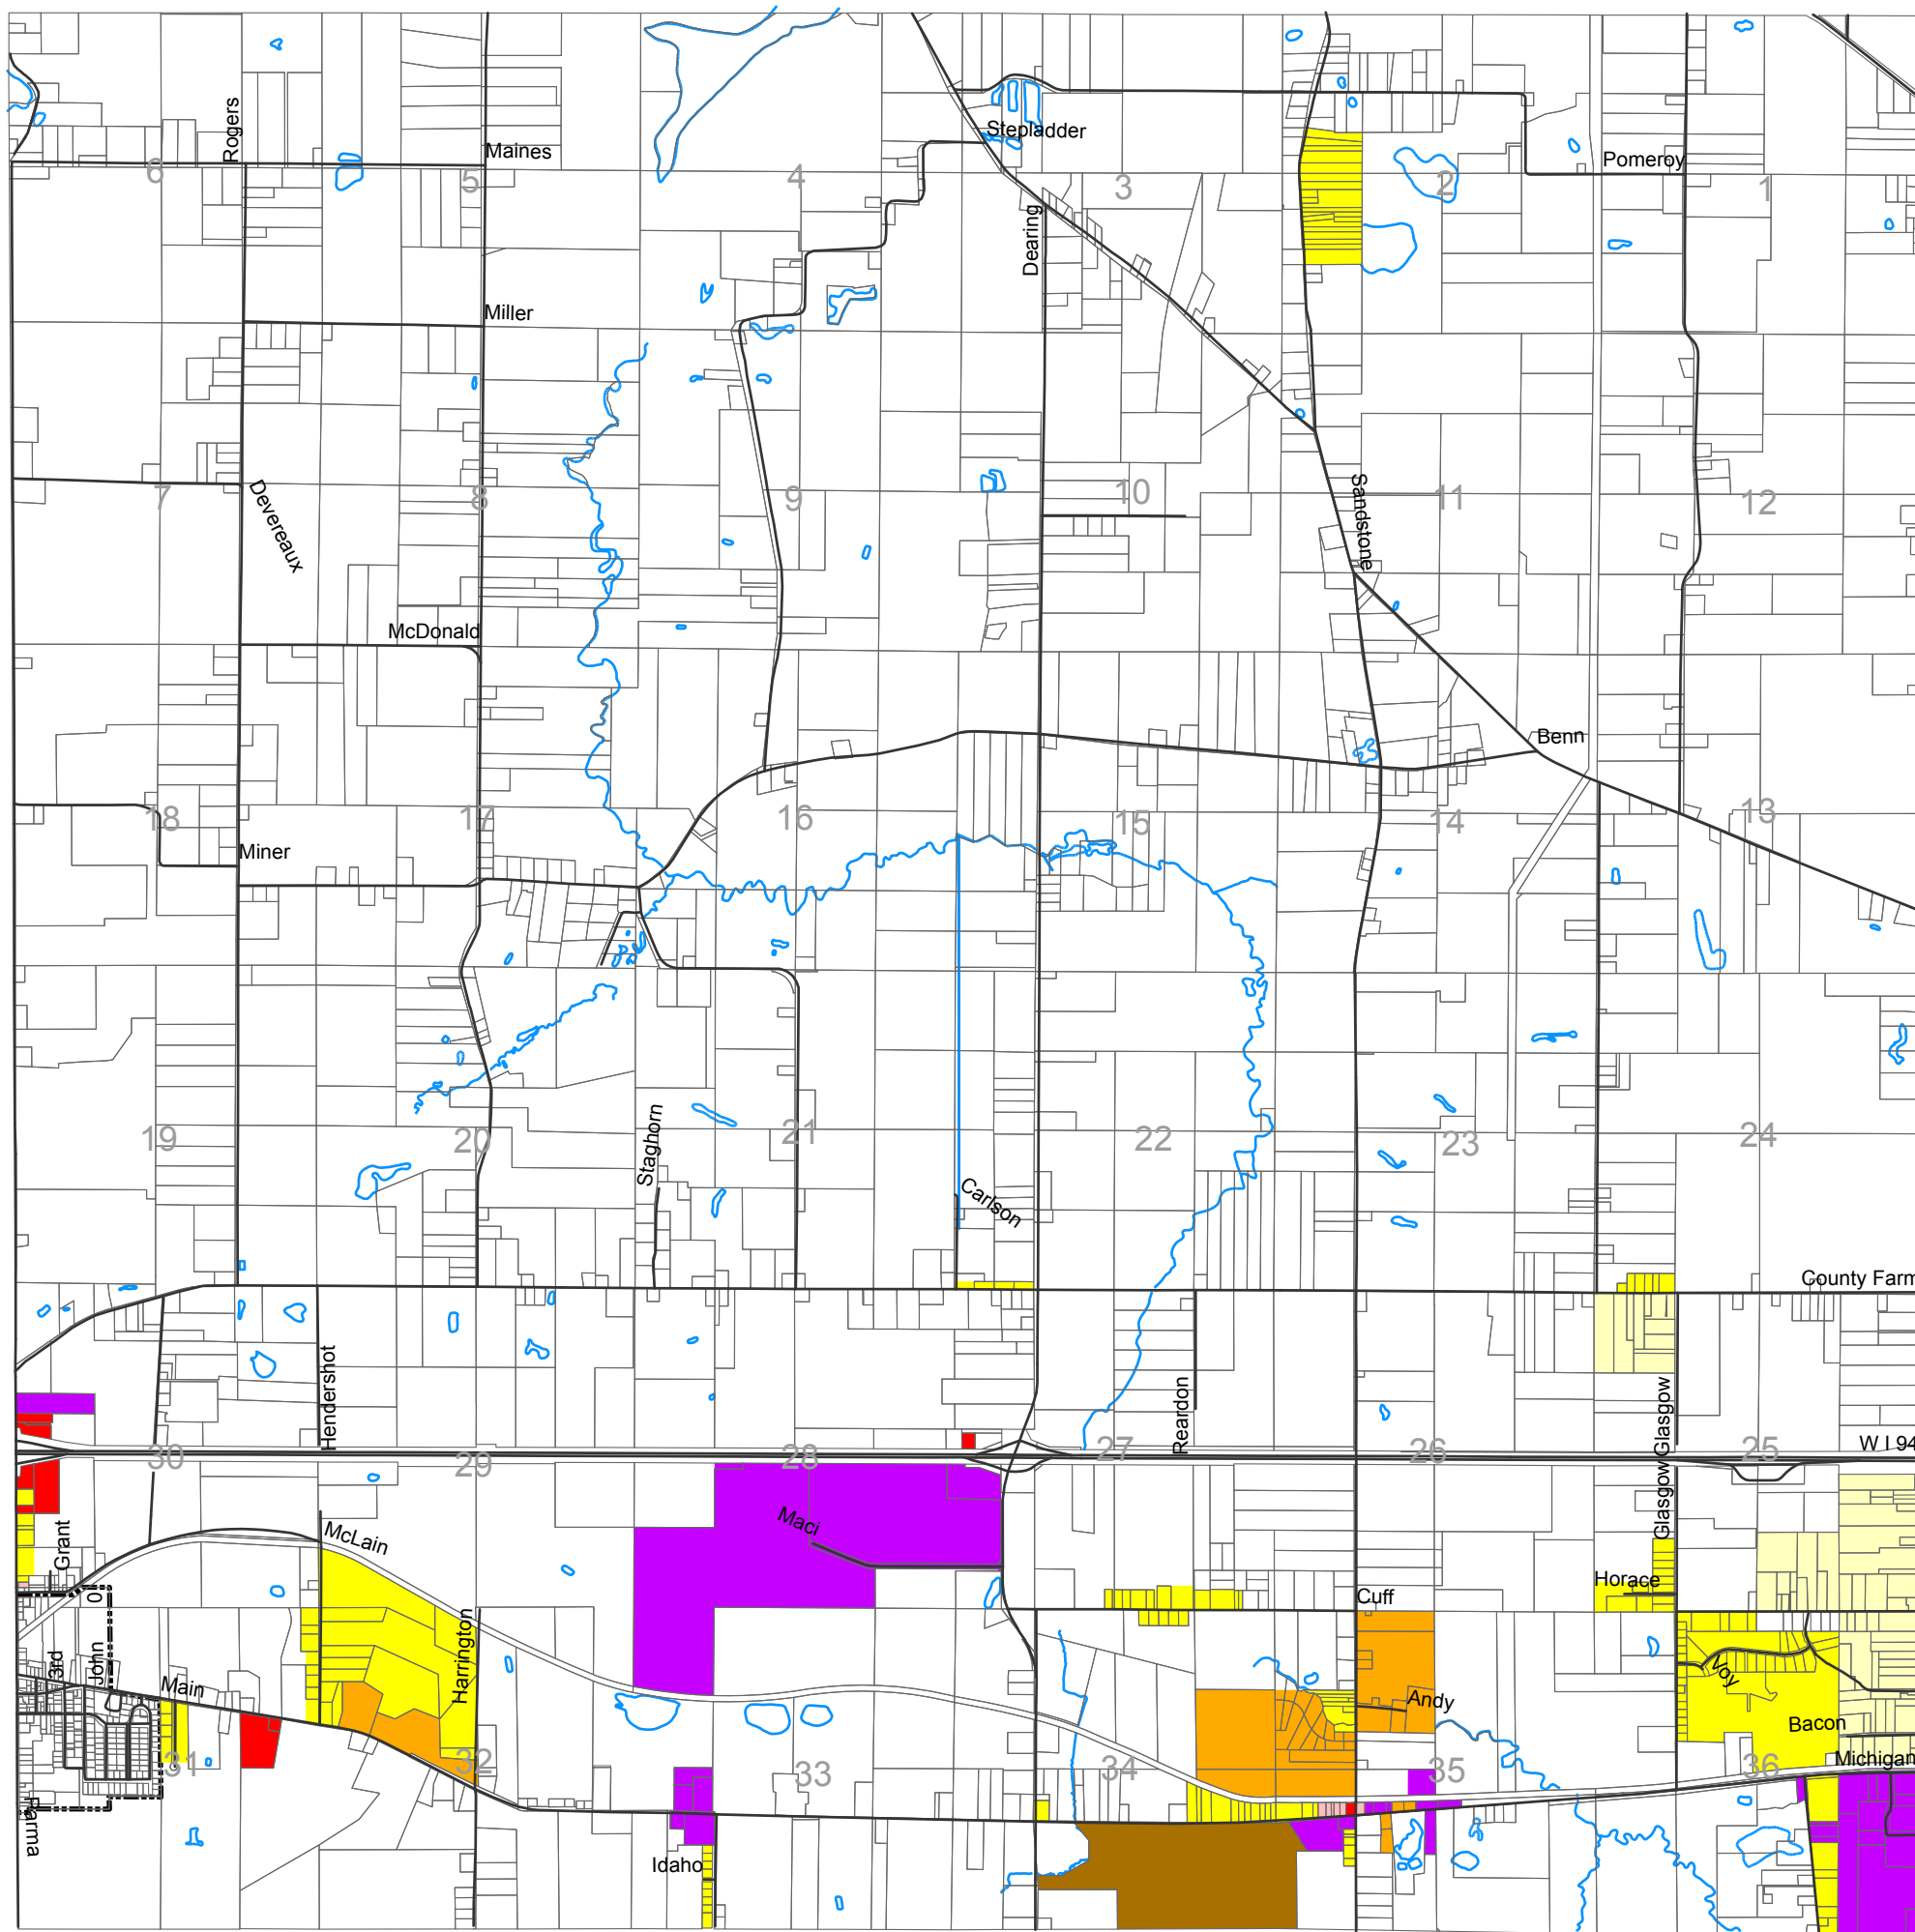 Rogers
Maines
Stepladder
Pomeroy
6
5
4
3
2
1
Dearing
Miller
Devereaux
Sandstone
7
8
9
10
11
12
McDonald
Benn
18
17
16
15
14
13
Miner
19
20
Staghorn
21
22
23
24
Carlson
County Farm
Hendershot
Reardon
Glasgow
Glasgow
W I 94
30
29
28
27
26
25
Grant
McLain
Maci
Cuff
Horace
0
3rd
John
Main
Harrington
Andy
Voy
Bacon
Michigan
31
32
33
34
35
36
Parma
Idaho